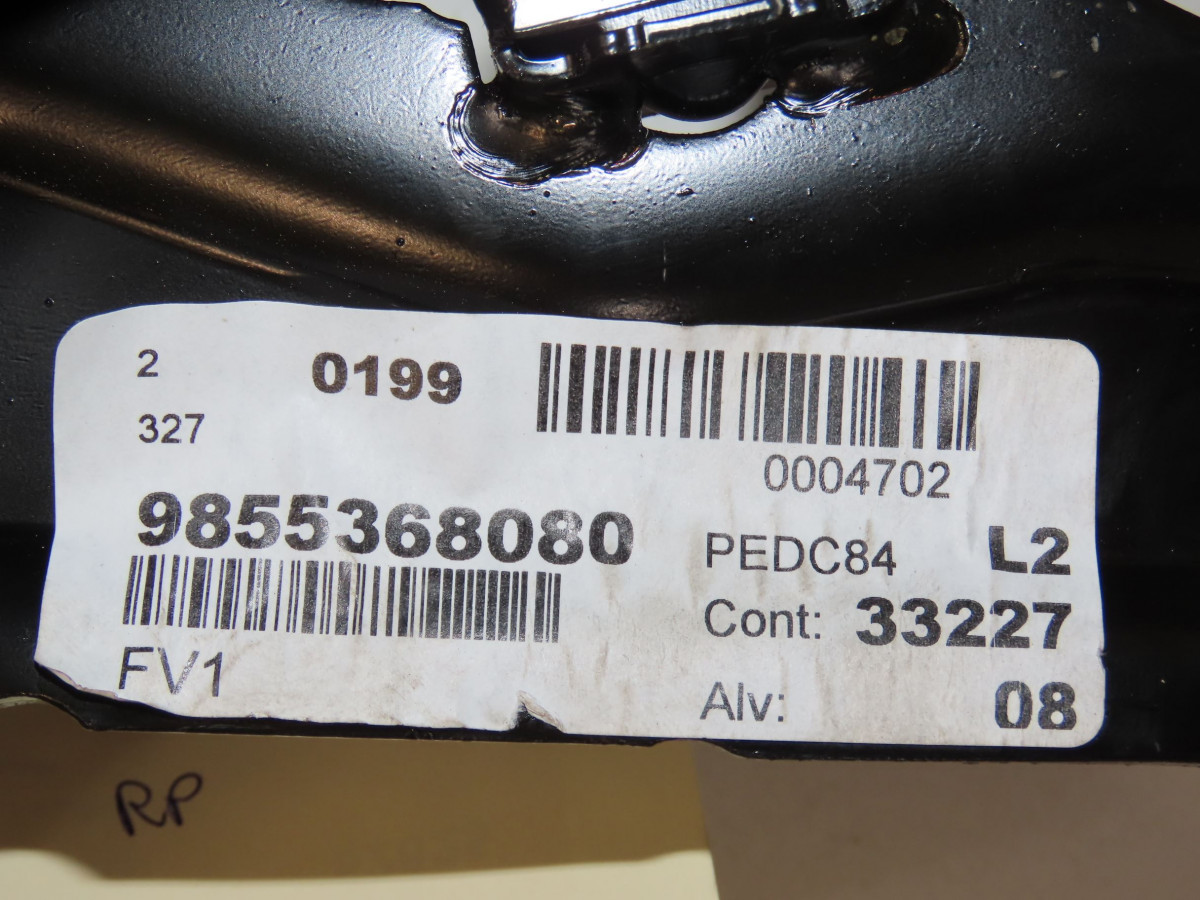 2 0199
327
0004702
9855368080
PEDC84 L2
Cont: 33227
FV1
Alv: 08
RP